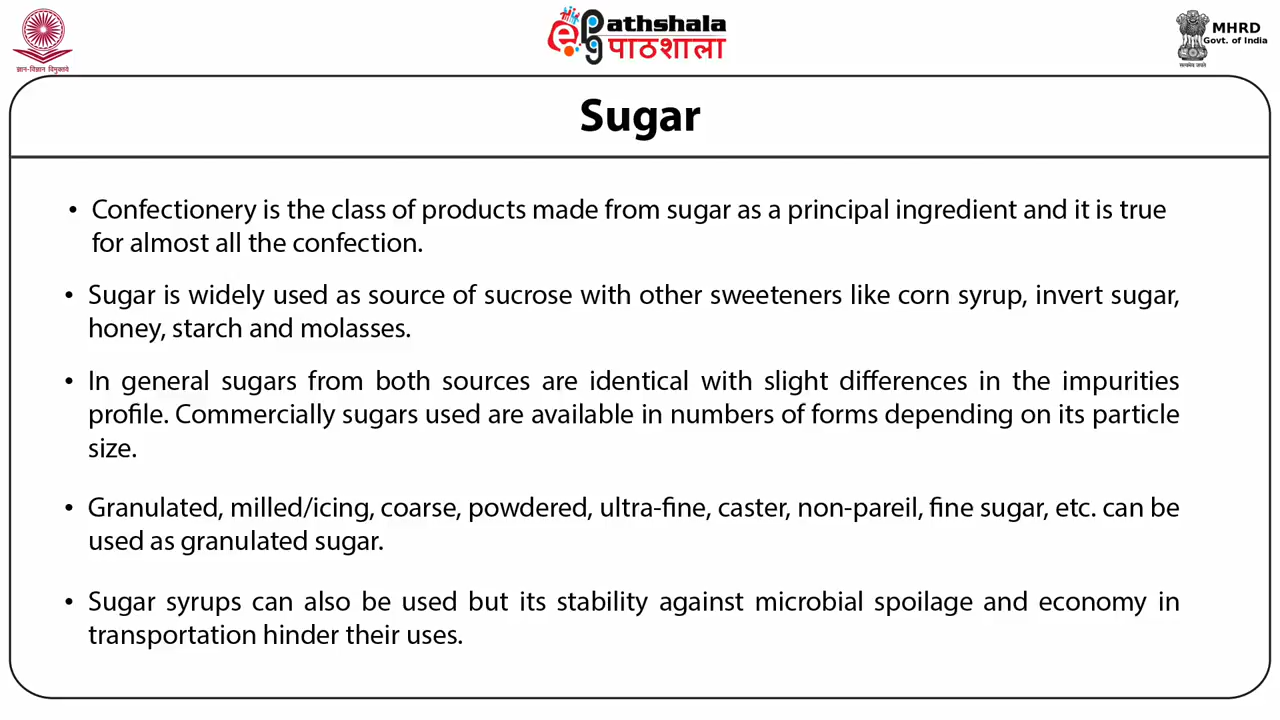 ज्ञान-विज्ञान विमुक्तये
ePathshala
पाठशाला
MHRD
Govt. of India
सत्यमेव जयते
Sugar
• Confectionery is the class of products made from sugar as a principal ingredient and it is true
for almost all the confection.
• Sugar is widely used as source of sucrose with other sweeteners like corn syrup, invert sugar,
honey, starch and molasses.
• In general sugars from both sources are identical with slight differences in the impurities
profile. Commercially sugars used are available in numbers of forms depending on its particle
size.
• Granulated, milled/icing, coarse, powdered, ultra-fine, caster, non-pareil, fine sugar, etc. can be
used as granulated sugar.
• Sugar syrups can also be used but its stability against microbial spoilage and economy in
transportation hinder their uses.